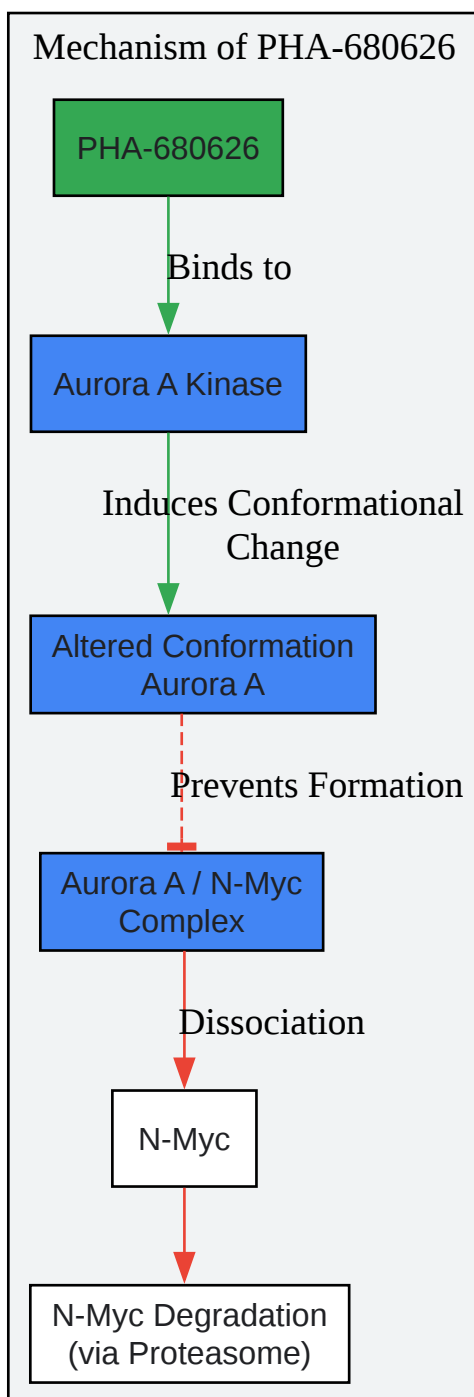 Mechanism of PHA-680626
PHA-680626
Binds to
Aurora A Kinase
Induces Conformational
Change
Altered Conformation
Aurora A
Prevents Formation
Aurora A / N-Myc
Complex
Dissociation
N-Myc
N-Myc Degradation
(via Proteasome)